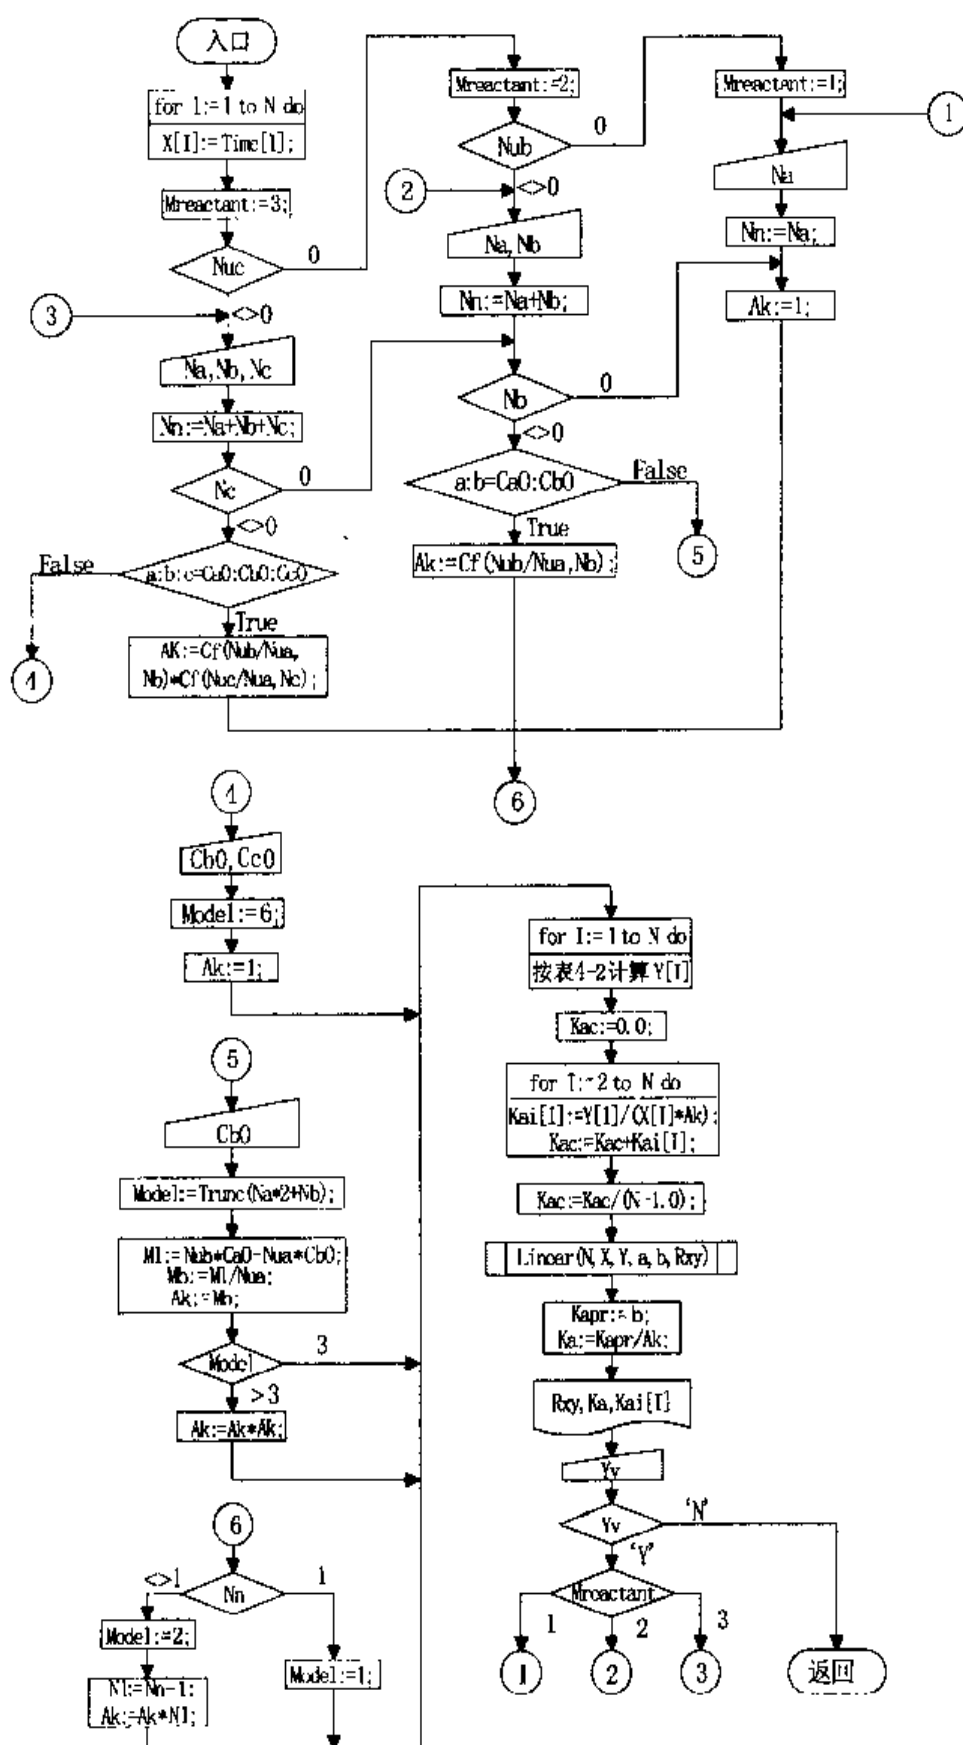 入口
for I:=1 to N do
X[I]:=Time[I];
Mreactant:=3;
Nuc
0
3
<>0
Na,Nb,Nc
Nn:=Na+Nb+Nc;
Nc
0
<>0
False
a:b:c=Ca0:Cb0:Cc0
True
4
AK:=Cf(Nub/Nua,
Nb)*Cf(Nuc/Nua,Nc);
Mreactant:=2;
Nub
0
2
<>0
Na,Nb
Nn:=Na+Nb;
Nb
0
<>0
a:b=Ca0:Cb0
False
True
5
Ak:=Cf(Nub/Nua,Nb);
6
Mreactant:=1;
1
Na
Nn:=Na;
Ak:=1;
4
Cb0,Cc0
Model:=6;
Ak:=1;
5
Cb0
Model:=Trunc(Na*2+Nb);
M1:=Nub*Ca0-Nua*Cb0;
Mb:=M1/Nua;
Ak:=Mb;
Model
3
>3
Ak:=Ak*Ak;
6
<>1
Nn
1
Model:=2;
N1:=Nn-1;
Ak:=Ak*N1;
Model:=1;
for I:=1 to N do
按表4-2计算Y[I]
Kac:=0.0;
for I:=2 to N do
Kai[I]:=Y[I]/(X[I]*Ak);
Kac:=Kac+Kai[I];
Kac:=Kac/(N-1.0);
Linear(N,X,Y,a,b,Rxy)
Kapr:=b;
Ka:=Kapr/Ak;
Rxy,Ka,Kai[I]
Yv
Yv
'N'
'Y'
Mreactant
1
2
3
1
2
3
返回